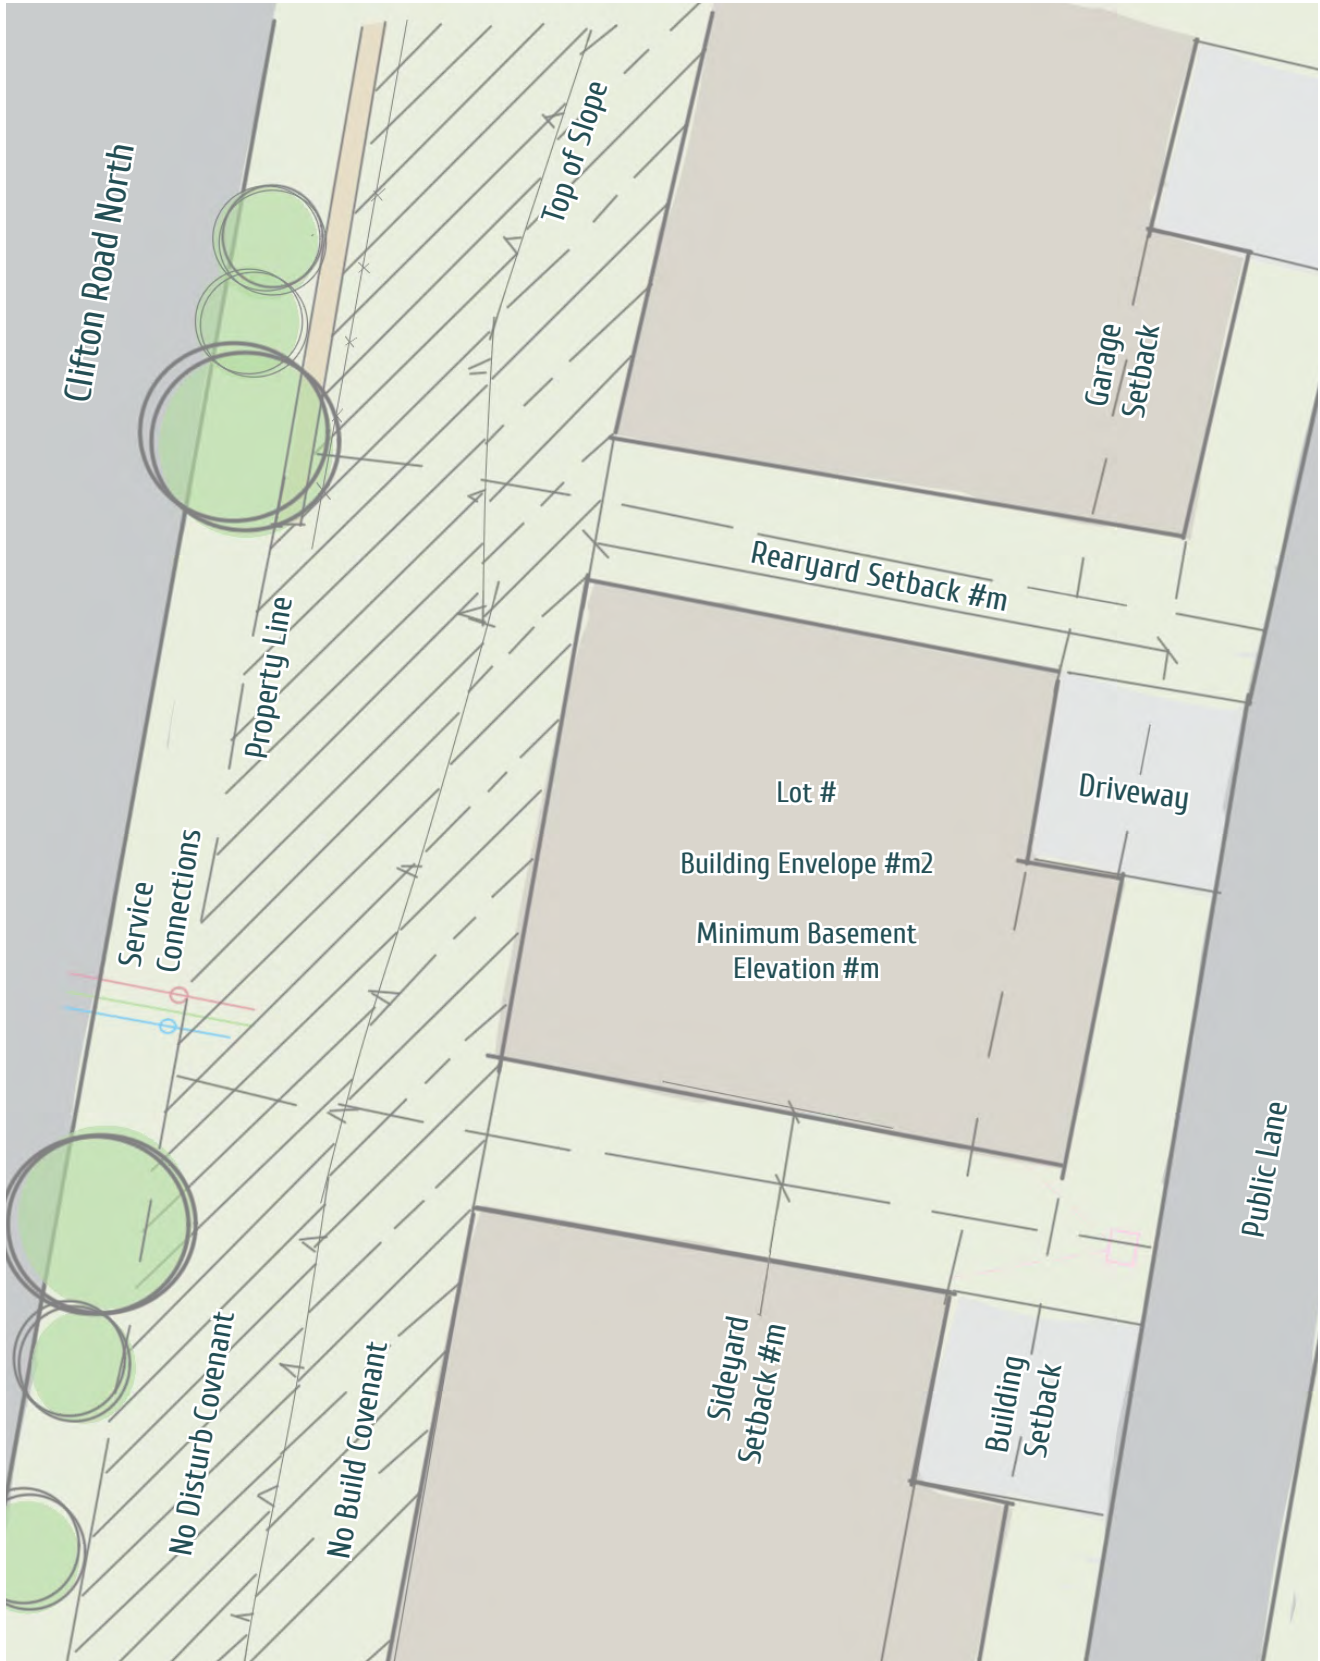 Clifton Road North
Top of Slope
Garage
Setback
Rearyard Setback #m
Property Line
Lot #
Building Envelope #m2
Minimum Basement
Elevation #m
Driveway
Service
Connections
Public Lane
No Disturb Covenant
No Build Covenant
Sideyard
Setback #m
Building
Setback